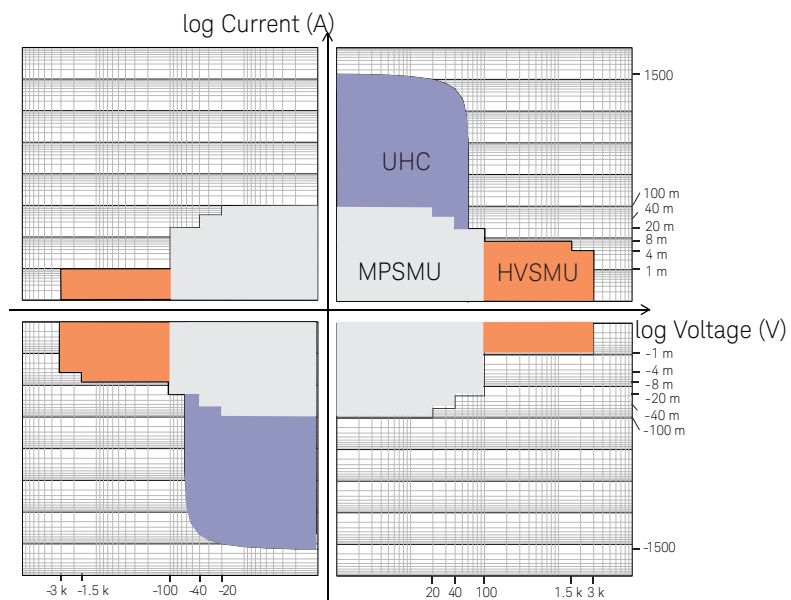 log Current (A)
1500
UHC
100 m
40 m
20 m
8 m
4 m
1 m
MPSMU
HVSMU
log Voltage (V)
-1 m
-4 m
-8 m
-20 m
-40 m
-100 m
-1500
-3 k -1.5 k -100 -40 -20 20 40 100 1.5 k 3 k